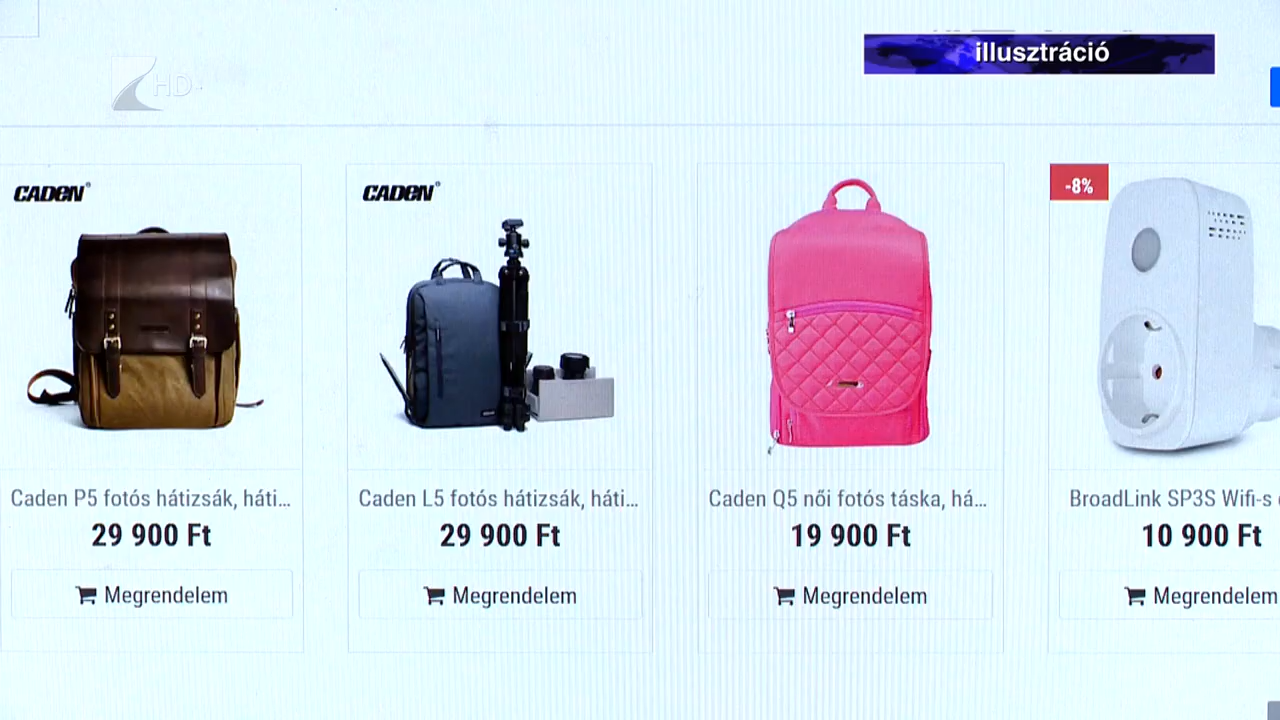 illusztráció
HD
-8%
CADEN
CADEN
Caden P5 fotós hátizsák, háti...
29 900 Ft
Megrendelem
Caden L5 fotós hátizsák, háti...
29 900 Ft
Megrendelem
Caden Q5 női fotós táska, há...
19 900 Ft
Megrendelem
BroadLink SP3S Wifi-s
10 900 Ft
Megrendelem